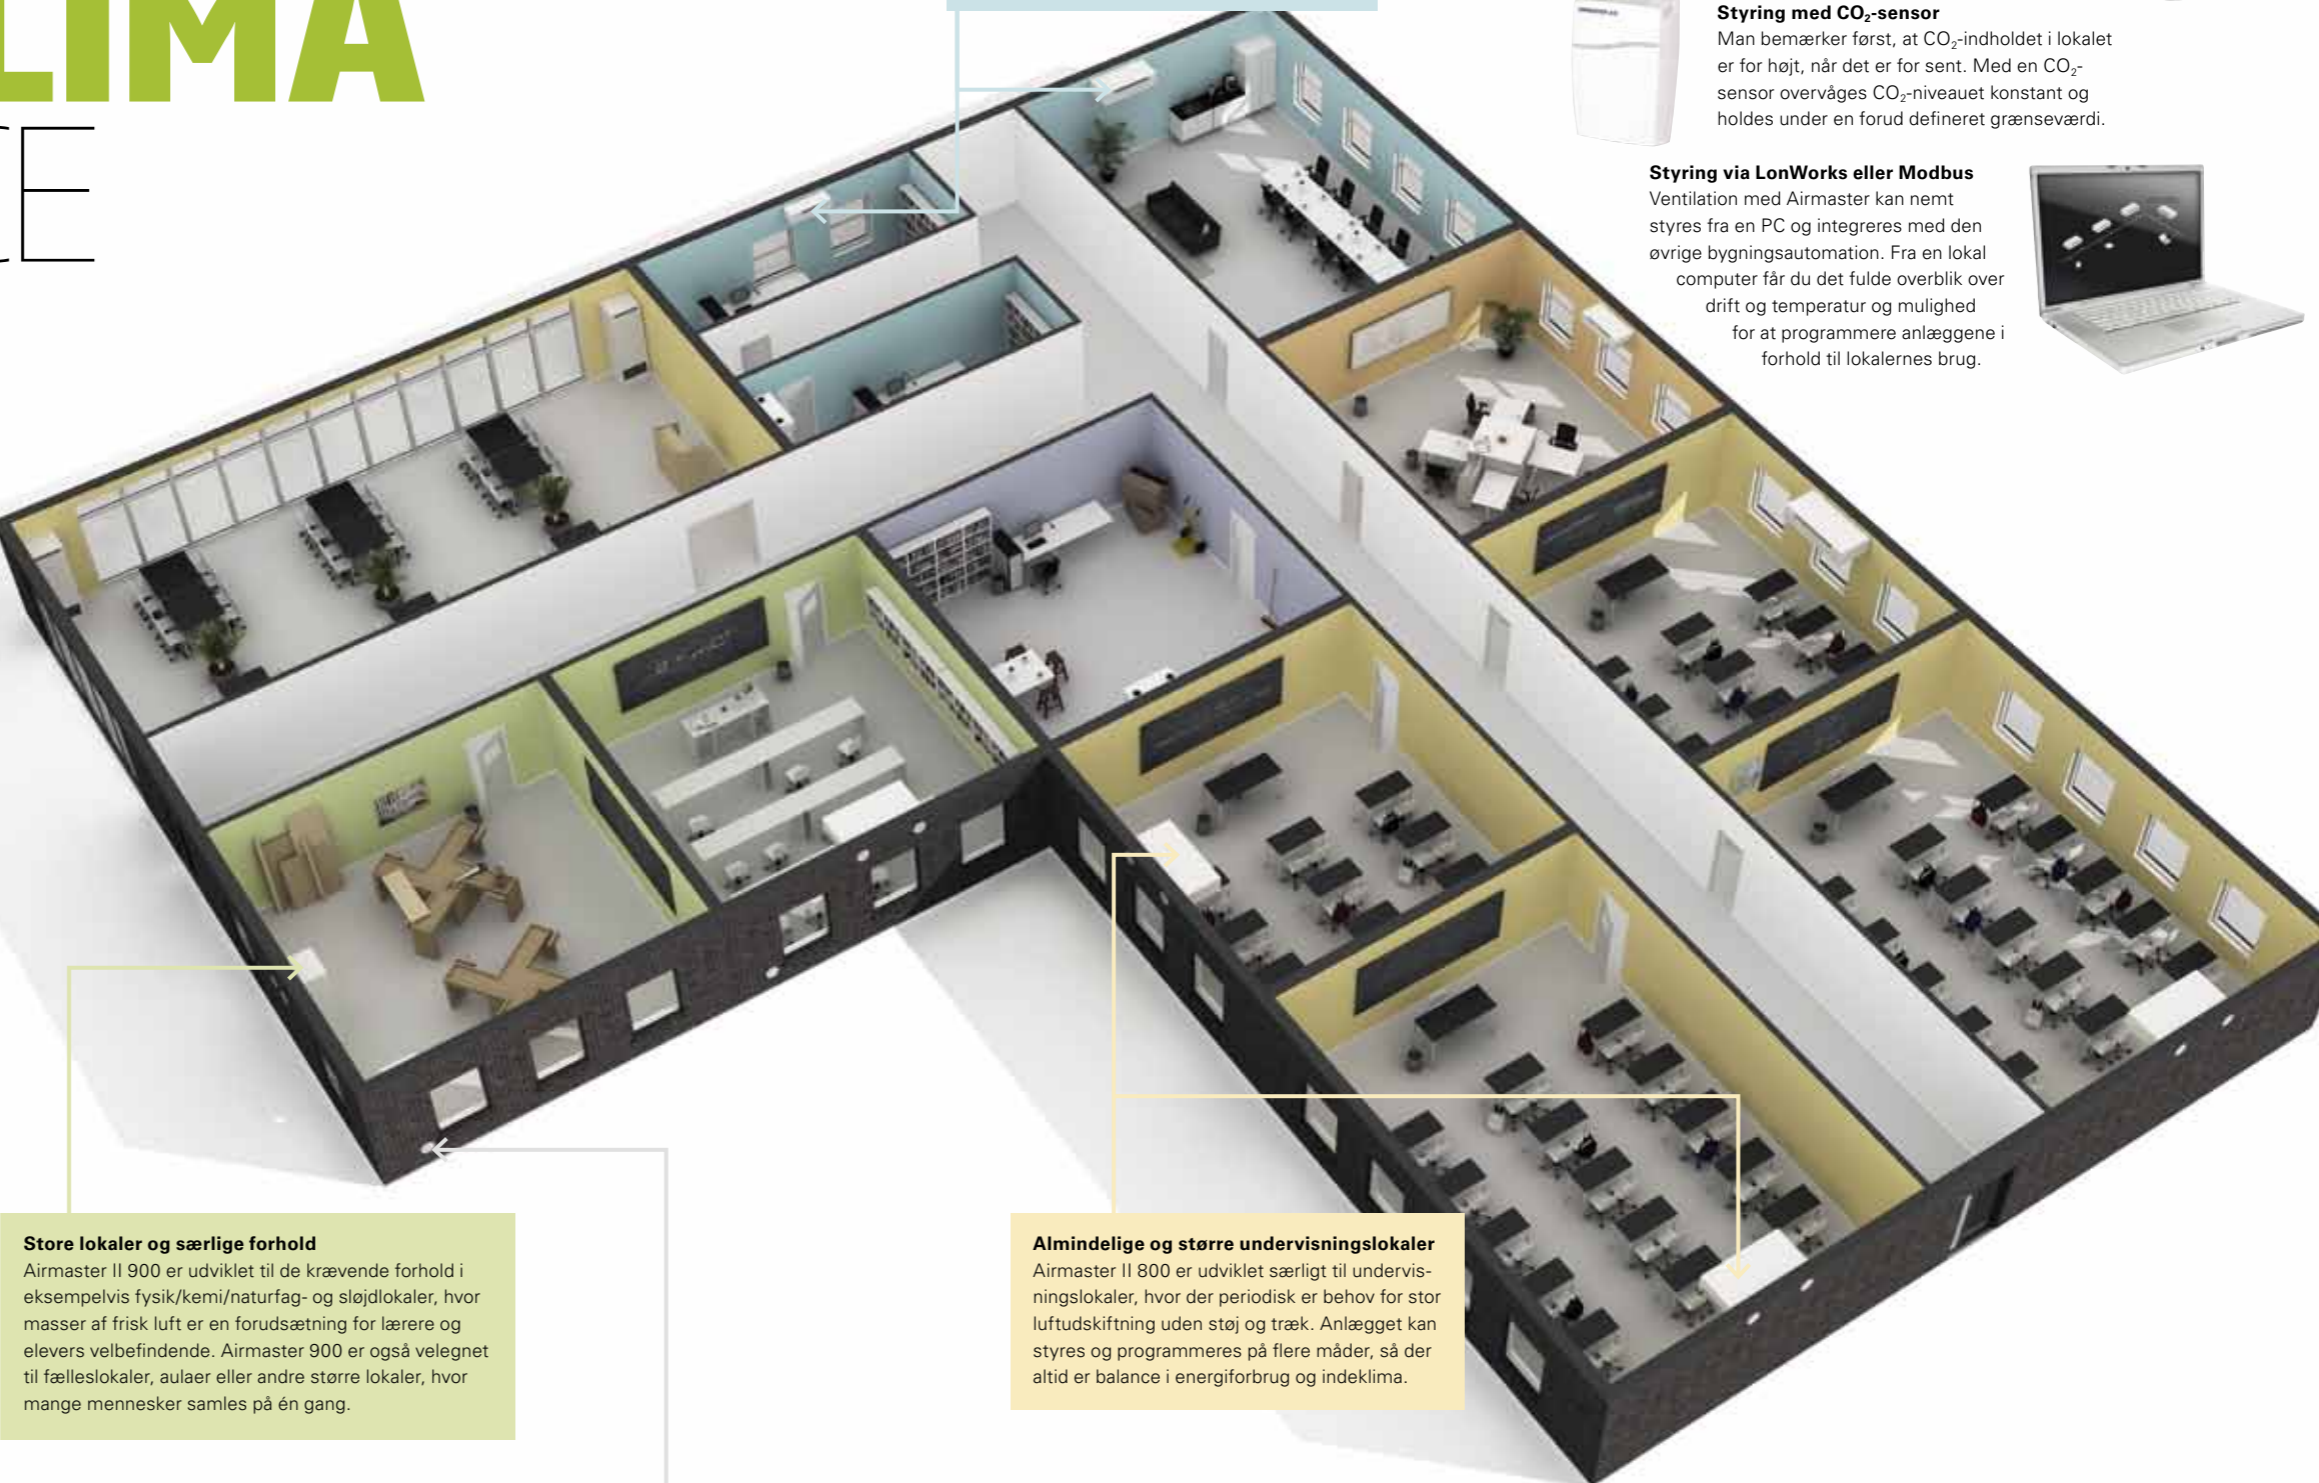 LIMA
CE
Styring med CO₂-sensor
Man bemærker først, at CO₂-indholdet i lokalet
er for højt, når det er for sent. Med en CO₂-
sensor overvåges CO₂-niveauet konstant og
holdes under en forud defineret grænseværdi.
Styring via LonWorks eller Modbus
Ventilation med Airmaster kan nemt
styres fra en PC og integreres med den
øvrige bygningsautomation. Fra en lokal
computer får du det fulde overblik over
drift og temperatur og mulighed
for at programmere anlæggene i
forhold til lokalernes brug.
Store lokaler og særlige forhold
Airmaster II 900 er udviklet til de krævende forhold i
eksempelvis fysik/kemi/naturfag- og sløjdlokaler, hvor
masser af frisk luft er en forudsætning for lærere og
elevers velbefindende. Airmaster 900 er også velegnet
til fælleslokaler, aulaer eller andre større lokaler, hvor
mange mennesker samles på én gang.
Almindelige og større undervisningslokaler
Airmaster II 800 er udviklet særligt til undervis-
ningslokaler, hvor der periodisk er behov for stor
luftudskiftning uden støj og træk. Anlægget kan
styres og programmeres på flere måder, så der
altid er balance i energiforbrug og indeklima.